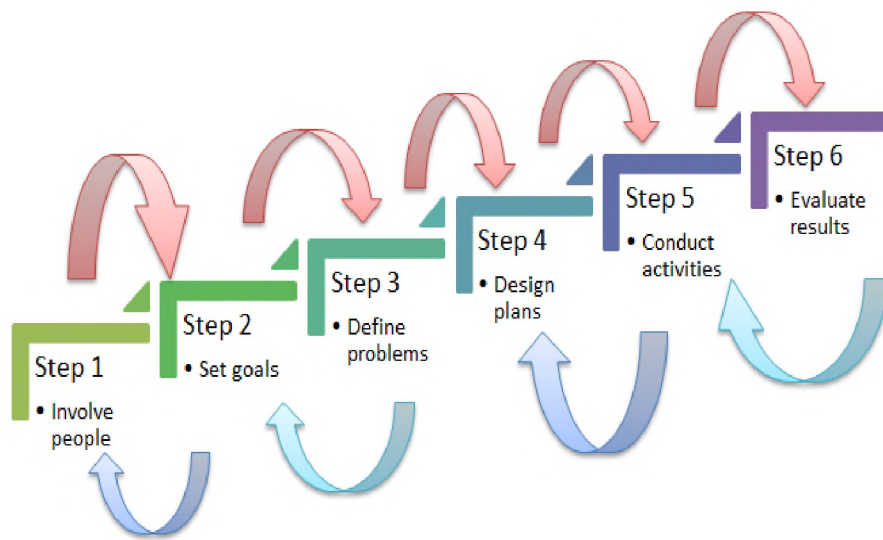 Step 1
• Involve
people
Step 2
• Set goals
Step 3
• Define
problems
Step 4
• Design
plans
Step 5
• Conduct
activities
Step 6
• Evaluate
results